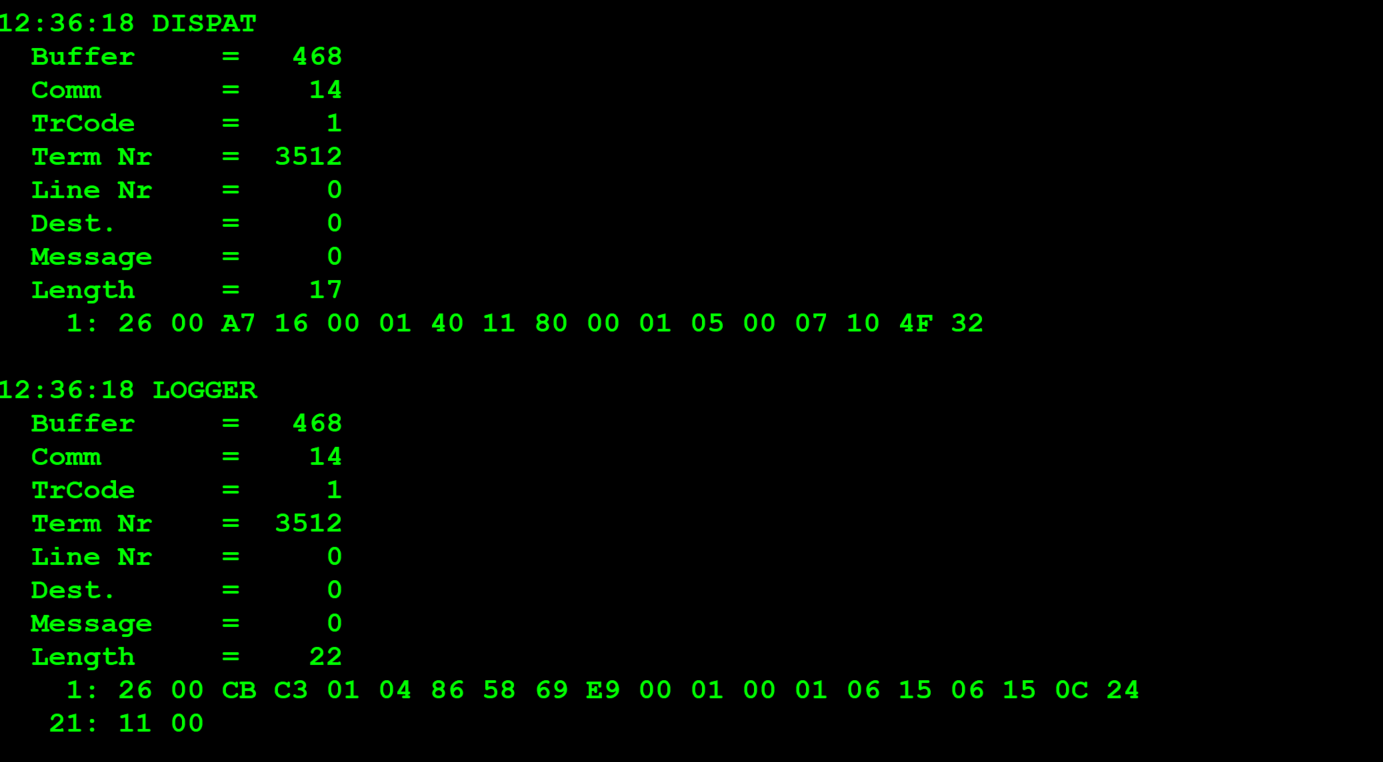 12:36:18 DISPAT
Buffer = 468
Comm = 14
TrCode = 1
Term Nr = 3512
Line Nr = 0
Dest. = 0
Message = 0
Length = 17
1: 26 00 A7 16 00 01 40 11 80 00 01 05 00 07 10 4F 32
12:36:18 LOGGER
Buffer = 468
Comm = 14
TrCode = 1
Term Nr = 3512
Line Nr = 0
Dest. = 0
Message = 0
Length = 22
1: 26 00 CB C3 01 04 86 58 69 E9 00 01 00 01 06 15 06 15 0C 24
21: 11 00